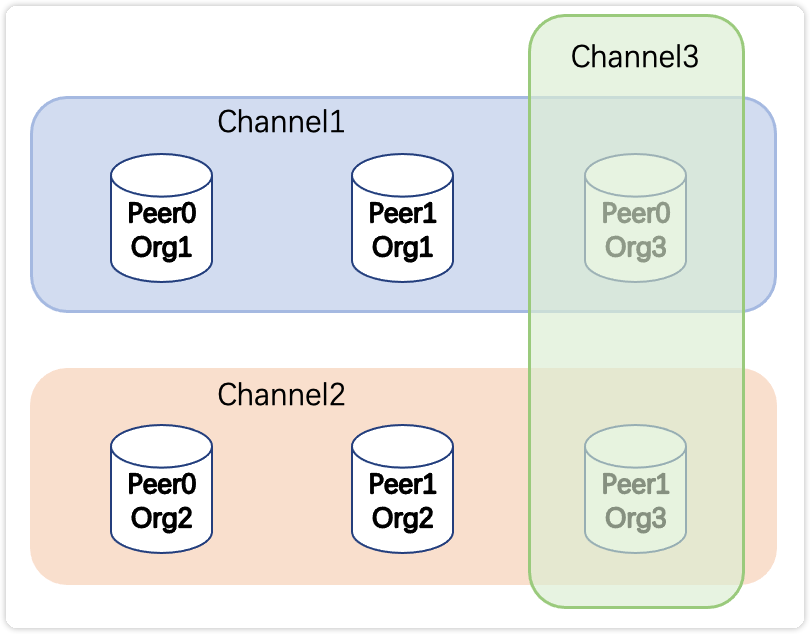 Channel3
Channel1
Peer0
Org1
Peer1
Org1
Peer0
Org3
Channel2
Peer0
Org2
Peer1
Org2
Peer1
Org3